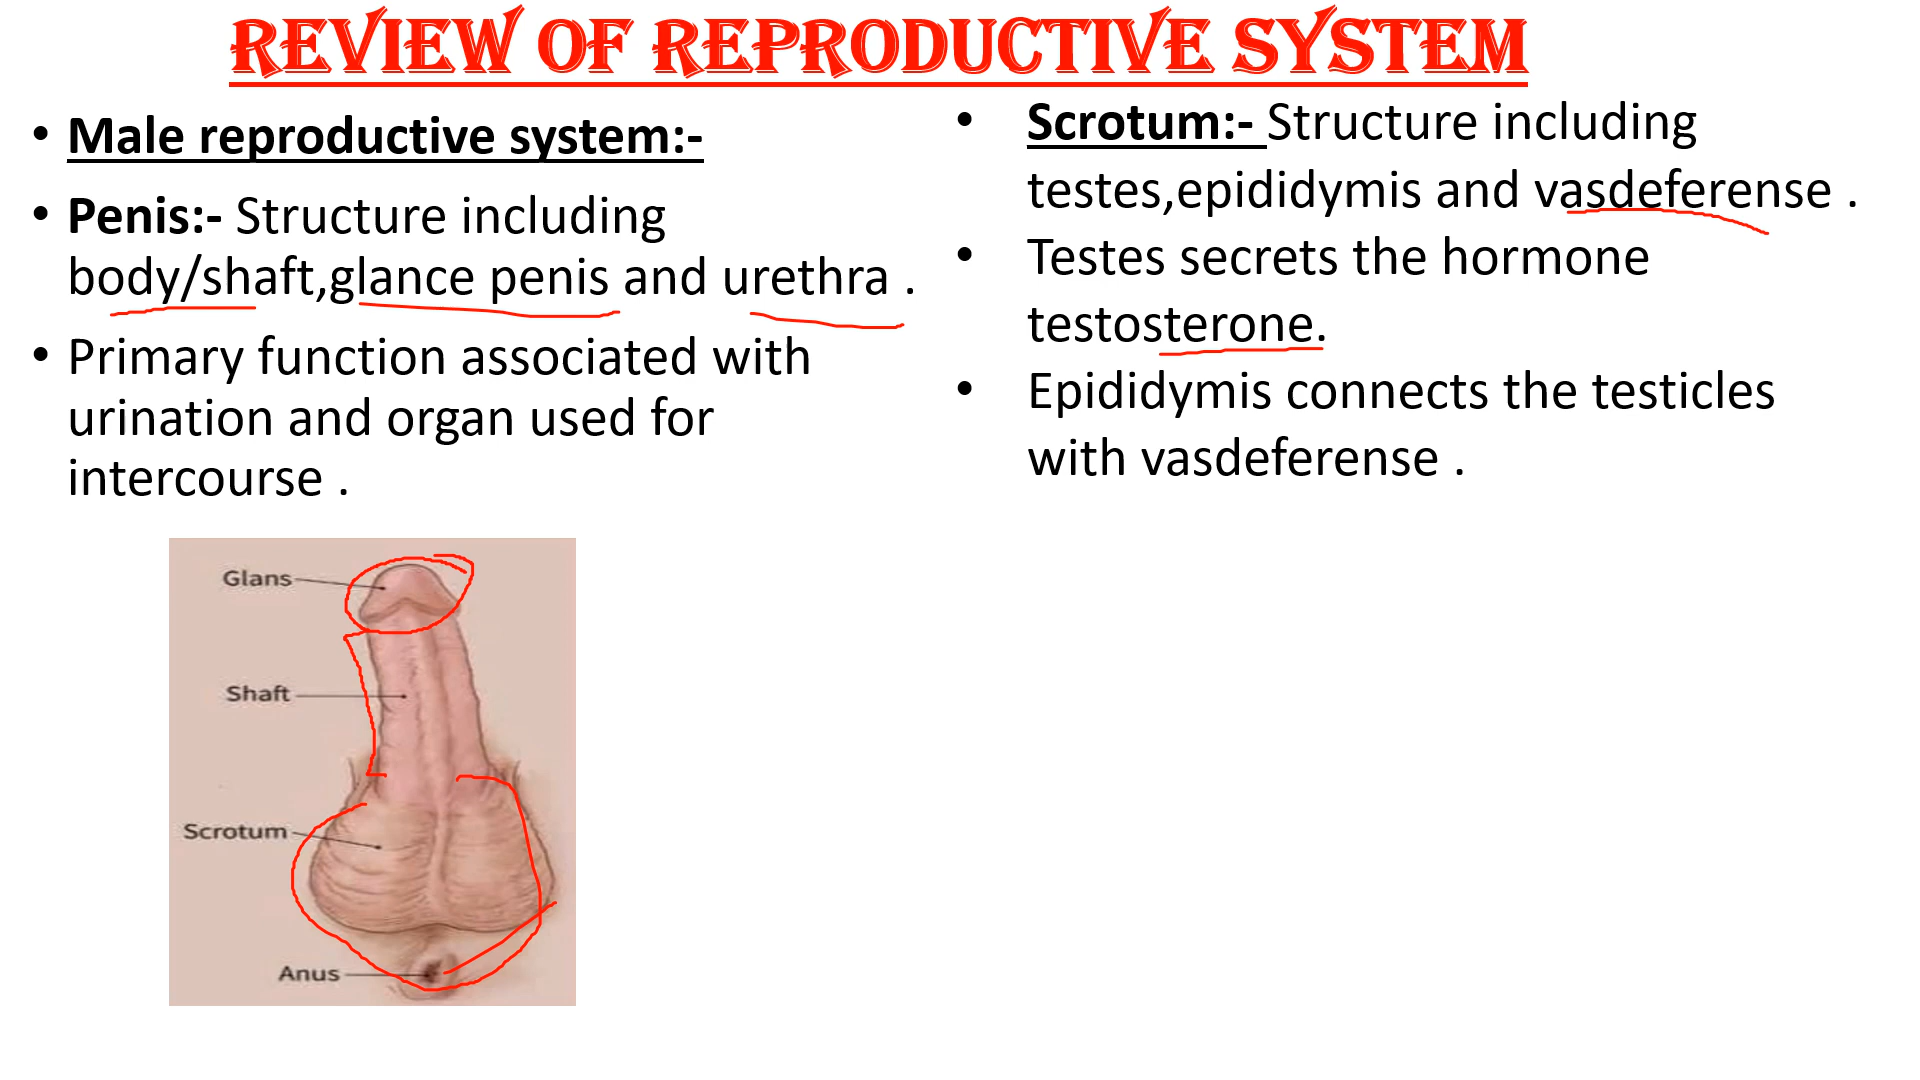 REVIEW OF REPRODUCTIVE SYSTEM
• Male reproductive system:-
• Penis:- Structure including
body/shaft,glance penis and urethra .
• Primary function associated with
urination and organ used for
intercourse .
• Scrotum:- Structure including
testes,epididymis and vasdeferense .
• Testes secrets the hormone
testosterone.
• Epididymis connects the testicles
with vasdeferense .
Glans
Shaft
Scrotum
Anus